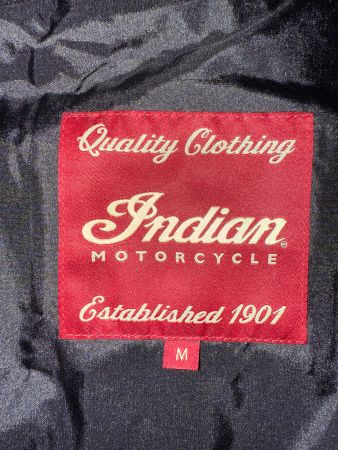 Quality Clothing
Indian®
MOTORCYCLE
Established 1901
M